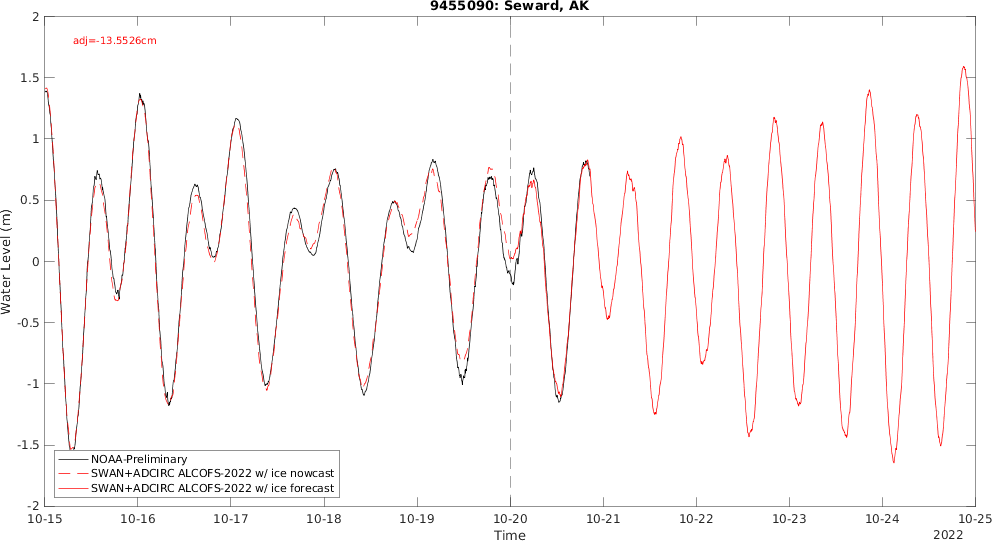 9455090: Seward, AK
adj=-13.5526cm
Water Level (m)
2
1.5
1
0.5
0
-0.5
-1
-1.5
-2
NOAA-Preliminary
SWAN+ADCIRC ALCOFS-2022 w/ ice nowcast
SWAN+ADCIRC ALCOFS-2022 w/ ice forecast
10-15 10-16 10-17 10-18 10-19 10-20 10-21 10-22 10-23 10-24 10-25
Time
2022